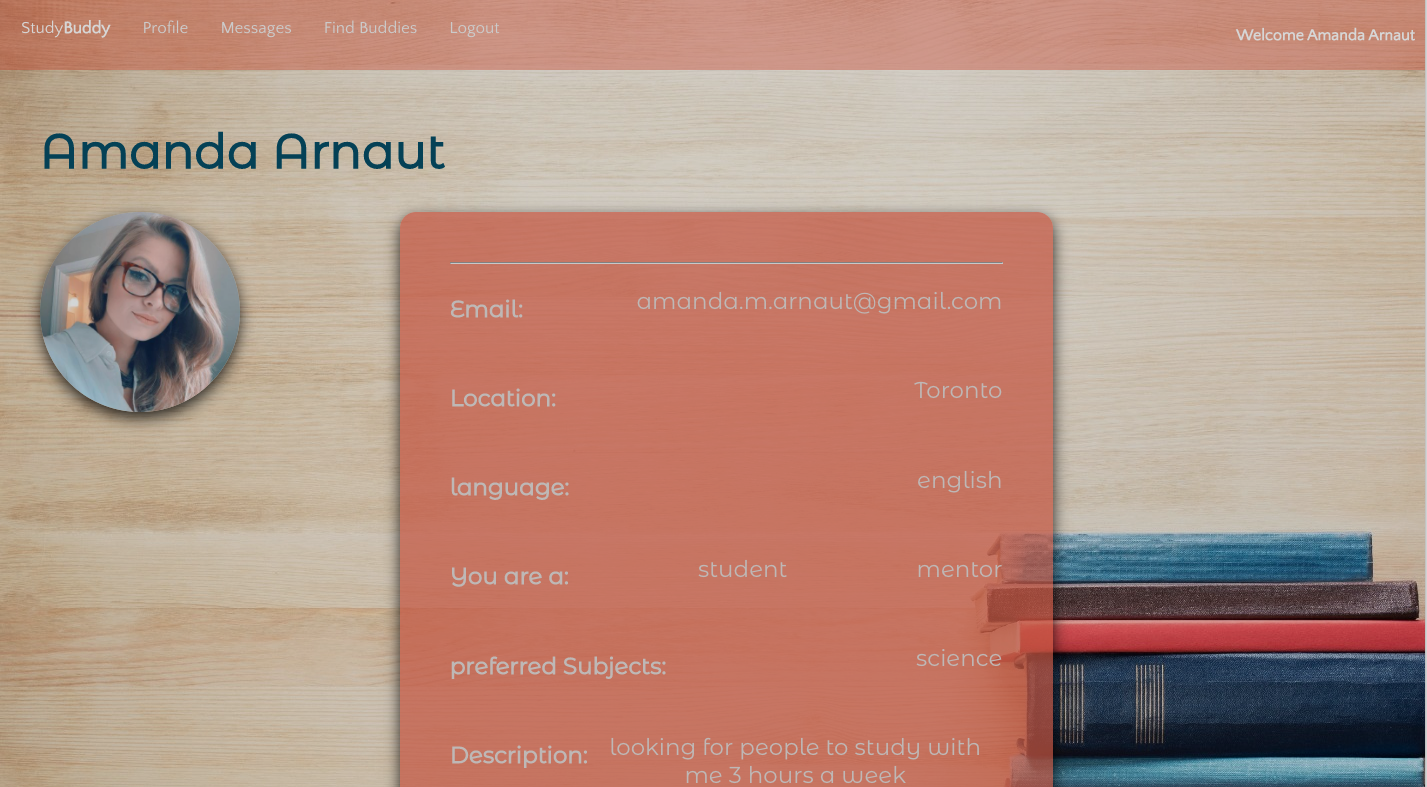 StudyBuddy Profile Messages Find Buddies Logout
Welcome Amanda Arnaut
Amanda Arnaut
Email: amanda.m.arnaut@gmail.com
Location: Toronto
language: english
You are a: student mentor
preferred Subjects: science
Description: looking for people to study with
me 3 hours a week